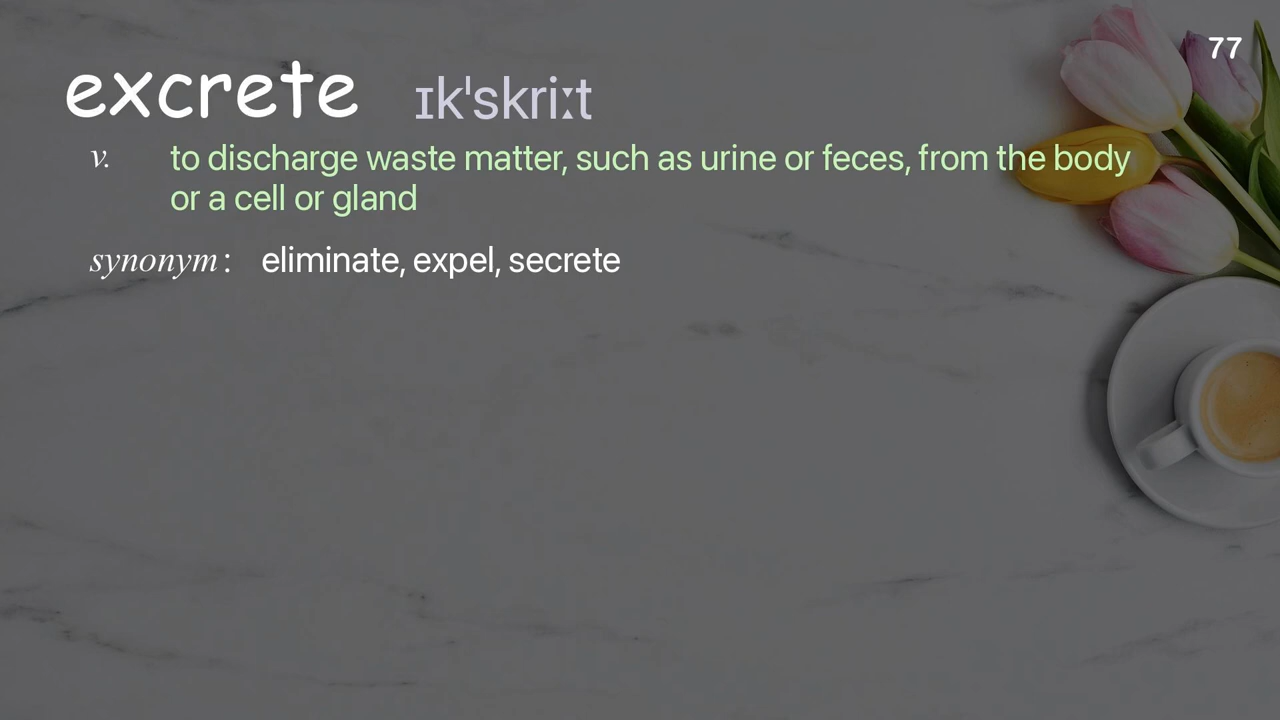 77
excrete ɪkˈskriːt
v. to discharge waste matter, such as urine or feces, from the body
or a cell or gland
synonym : eliminate, expel, secrete